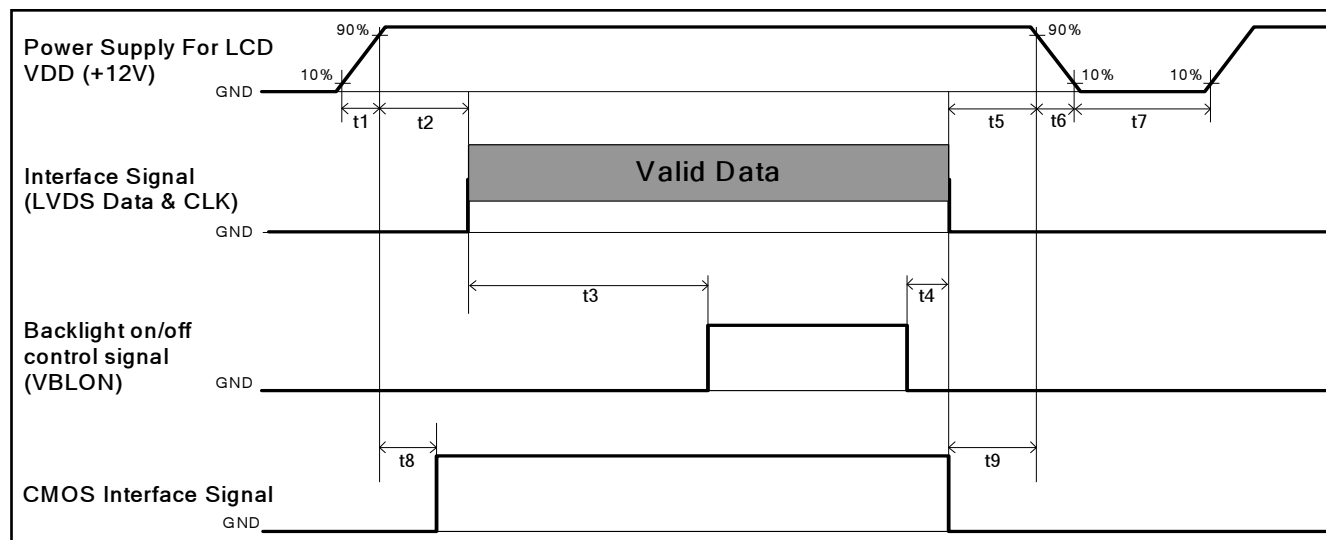 Power Supply For LCD
VDD (+12V)
90%
90%
10%
10%
10%
GND
t1
t2
t5
t6
t7
Interface Signal
(LVDS Data & CLK)
Valid Data
GND
t3
t4
Backlight on/off
control signal
(VBLON)
GND
t8
t9
CMOS Interface Signal
GND